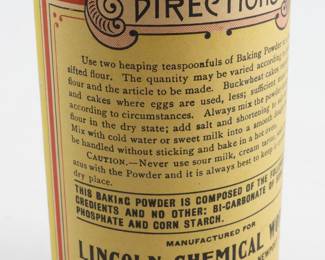 DIRECTIONS
Use two heaping teaspoonfuls of Baking Powder to
sifted flour. The quantity may be varied according
flour and the article to be made. Buckwheat cakes
and cakes where eggs are used, less; sufficient
according to circumstances. Always mix the powder
flour in the dry state; add salt and shortening
Mix with cold water or sweet milk into a smooth
be handled without sticking and bake in a hot oven.
CAUTION.—Never use sour milk, cream tartar
atus with the Powder and it is always best to keep
dry place.
THIS BAKING POWDER IS COMPOSED OF THE
CREDIENTS AND NO OTHER: BI-CARBONATE OF
PHOSPHATE AND CORN STARCH.
MANUFACTURED FOR
LINCOLN CHEMICAL